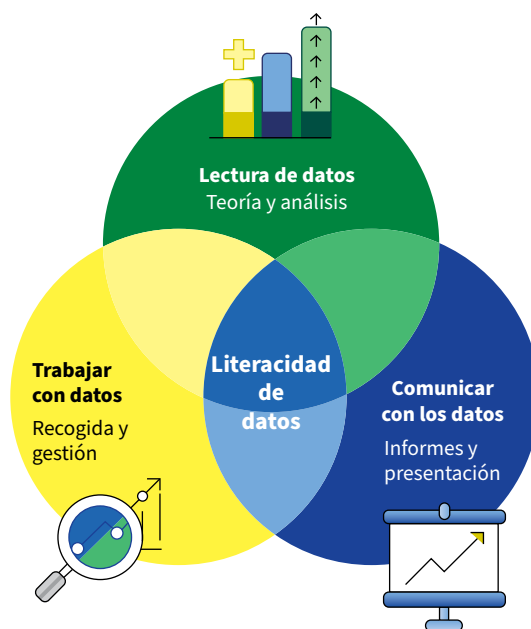 Lectura de datos
Teoría y análisis
Trabajar
con datos
Recogida y
gestión
Literacidad
de
datos
Comunicar
con los datos
Informes y
presentación